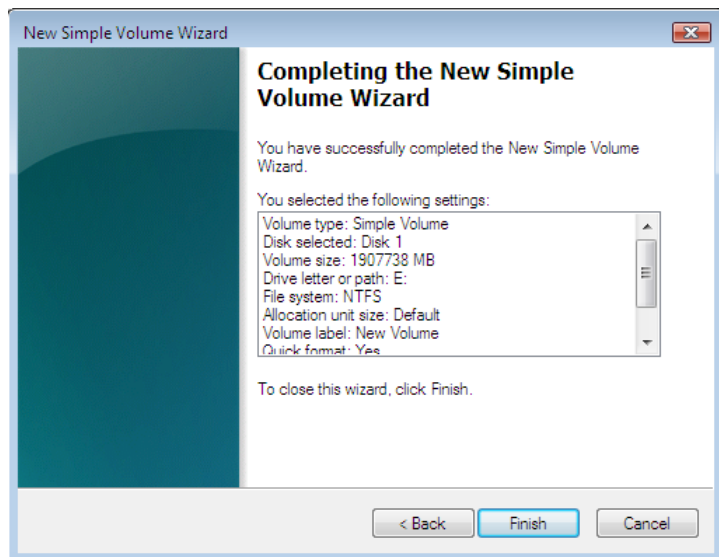 New Simple Volume Wizard
Completing the New Simple
Volume Wizard
You have successfully completed the New Simple Volume
Wizard.
You selected the following settings:
Volume type: Simple Volume
Disk selected: Disk 1
Volume size: 1907738 MB
Drive letter or path: E:
File system: NTFS
Allocation unit size: Default
Volume label: New Volume
Quick format: Yes
To close this wizard, click Finish.
< Back
Finish
Cancel